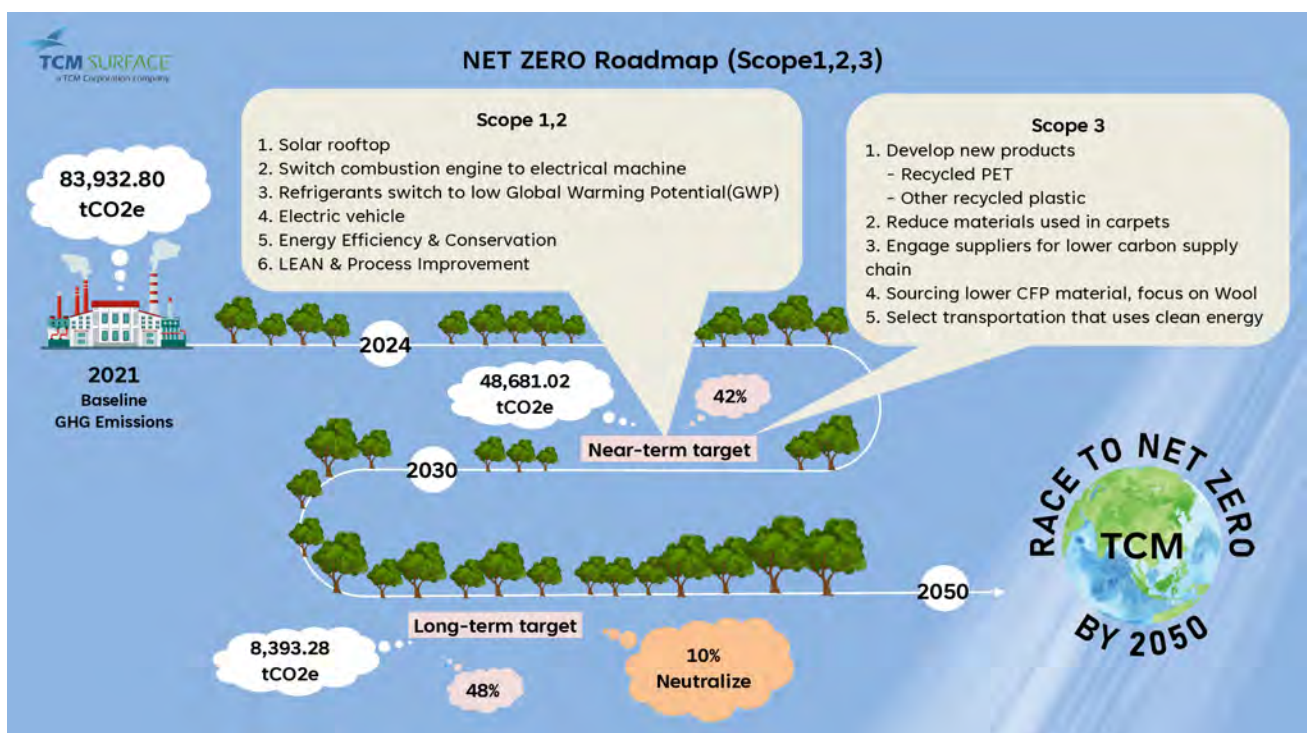 TCM SURFACE
a TCM Corporation company
NET ZERO Roadmap (Scope1,2,3)
83,932.80
tCO2e
Scope 1,2
1. Solar rooftop
2. Switch combustion engine to electrical machine
3. Refrigerants switch to low Global Warming Potential(GWP)
4. Electric vehicle
5. Energy Efficiency & Conservation
6. LEAN & Process Improvement
Scope 3
1. Develop new products
- Recycled PET
- Other recycled plastic
2. Reduce materials used in carpets
3. Engage suppliers for lower carbon supply
chain
4. Sourcing lower CFP material, focus on Wool
5. Select transportation that uses clean energy
2021
Baseline
GHG Emissions
2024
48,681.02
tCO2e
42%
Near-term target
2030
2050
Long-term target
8,393.28
tCO2e
48%
10%
Neutralize
RACE TO NET ZERO
TCM
BY 2050